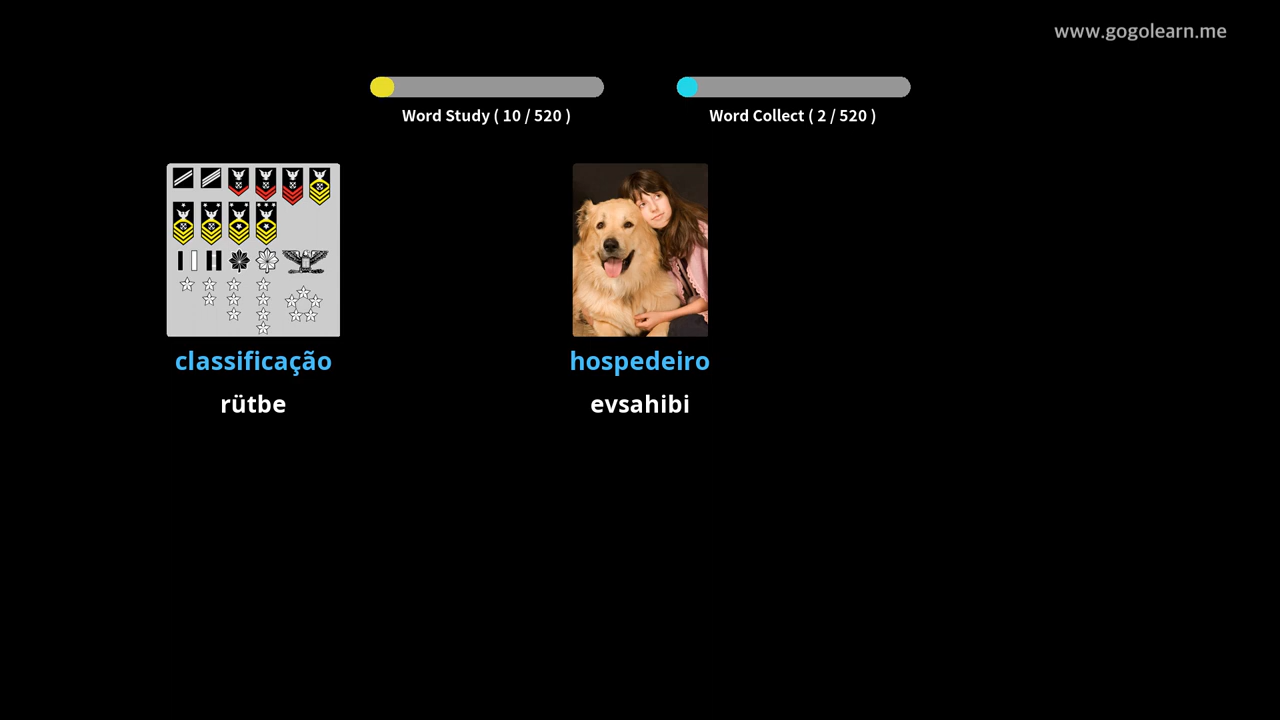 www.gogolearn.me
Word Study ( 10 / 520 )
Word Collect ( 2 / 520 )
classificação
hospedeiro
rütbe
evsahibi